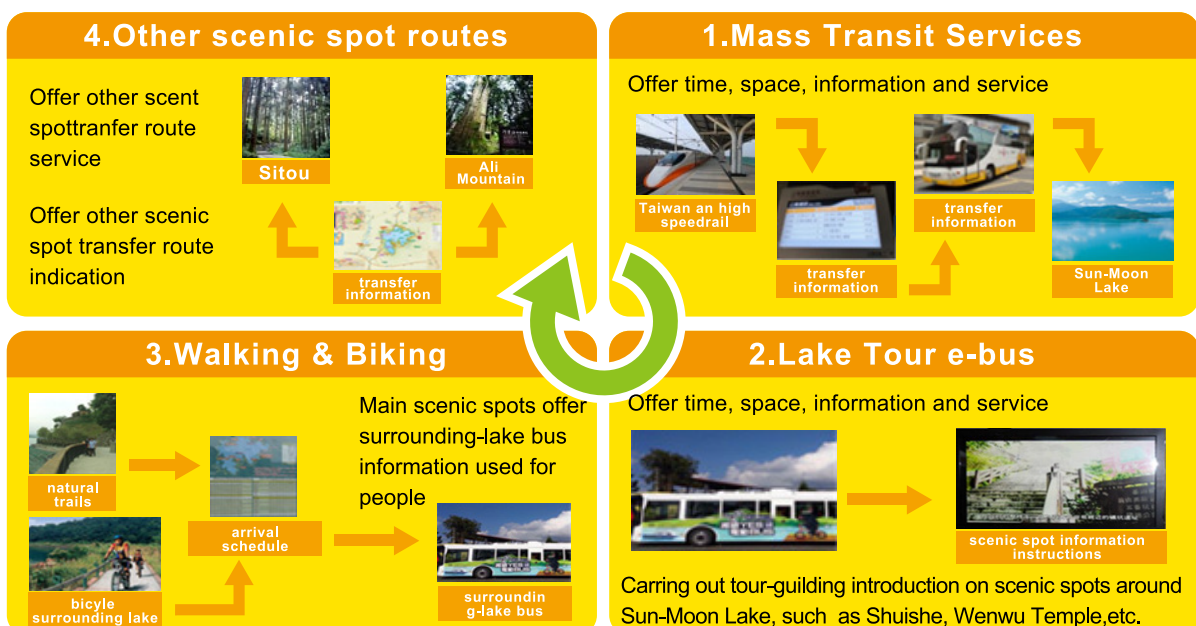 4.Other scenic spot routes
Offer other scent
spottranfer route
service
Sitou
Ali
Mountain
Offer other scenic
spot transfer route
indication
transfer
information
1.Mass Transit Services
Offer time, space, information and service
Taiwan an high
speedrail
transfer
information
transfer
information
Sun-Moon
Lake
3.Walking & Biking
natural
trails
bicyle
surrounding lake
arrival
schedule
Main scenic spots offer
surrounding-lake bus
information used for
people
surroundin
g-lake bus
2.Lake Tour e-bus
Offer time, space, information and service
scenic spot information
instructions
Carrying out tour-guilding introduction on scenic spots around
Sun-Moon Lake, such as Shuishe, Wenwu Temple,etc.